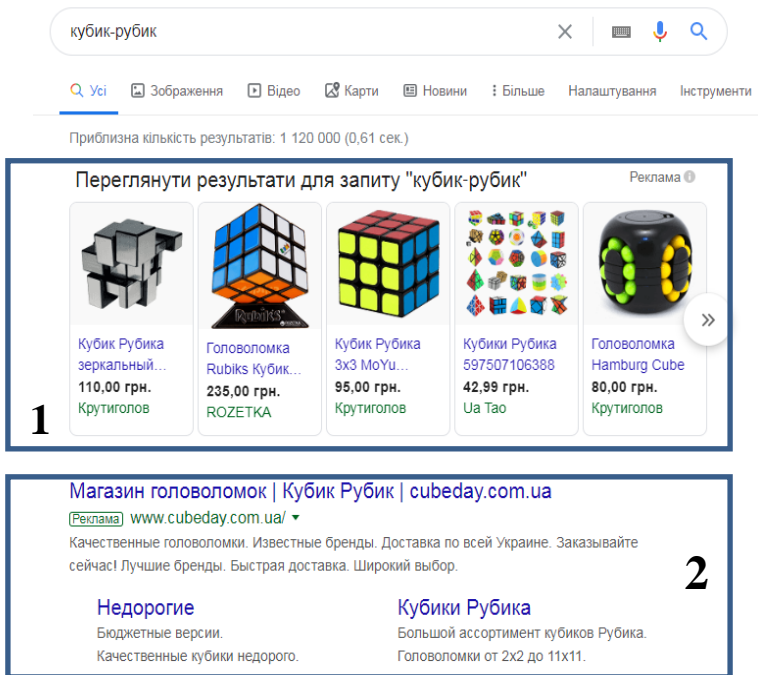 кубик-рубик
Усі Зображення Відео Карти Новини Більше Налаштування Інструменти
Приблизна кількість результатів: 1 120 000 (0,61 сек.)
Переглянути результати для запиту "кубик-рубик" Реклама
Rubik's
Кубик Рубика
зеркальный...
110,00 грн.
Крутиголов
Головоломка
Rubiks Кубик...
235,00 грн.
ROZETKA
Кубик Рубика
3x3 MoYu...
95,00 грн.
Крутиголов
Кубики Рубика
597507106388
42,99 грн.
Ua Tao
Головоломка
Hamburg Cube
80,00 грн.
Крутиголов
1
Магазин головоломок | Кубик Рубик | cubeday.com.ua
Реклама www.cubeday.com.ua/
Качественные головоломки. Известные бренды. Доставка по всей Украине. Заказывайте
сейчас! Лучшие бренды. Быстрая доставка. Широкий выбор.
2
Недорогие
Бюджетные версии.
Качественные кубики недорого.
Кубики Рубика
Большой ассортимент кубиков Рубика.
Головоломки от 2х2 до 11х11.